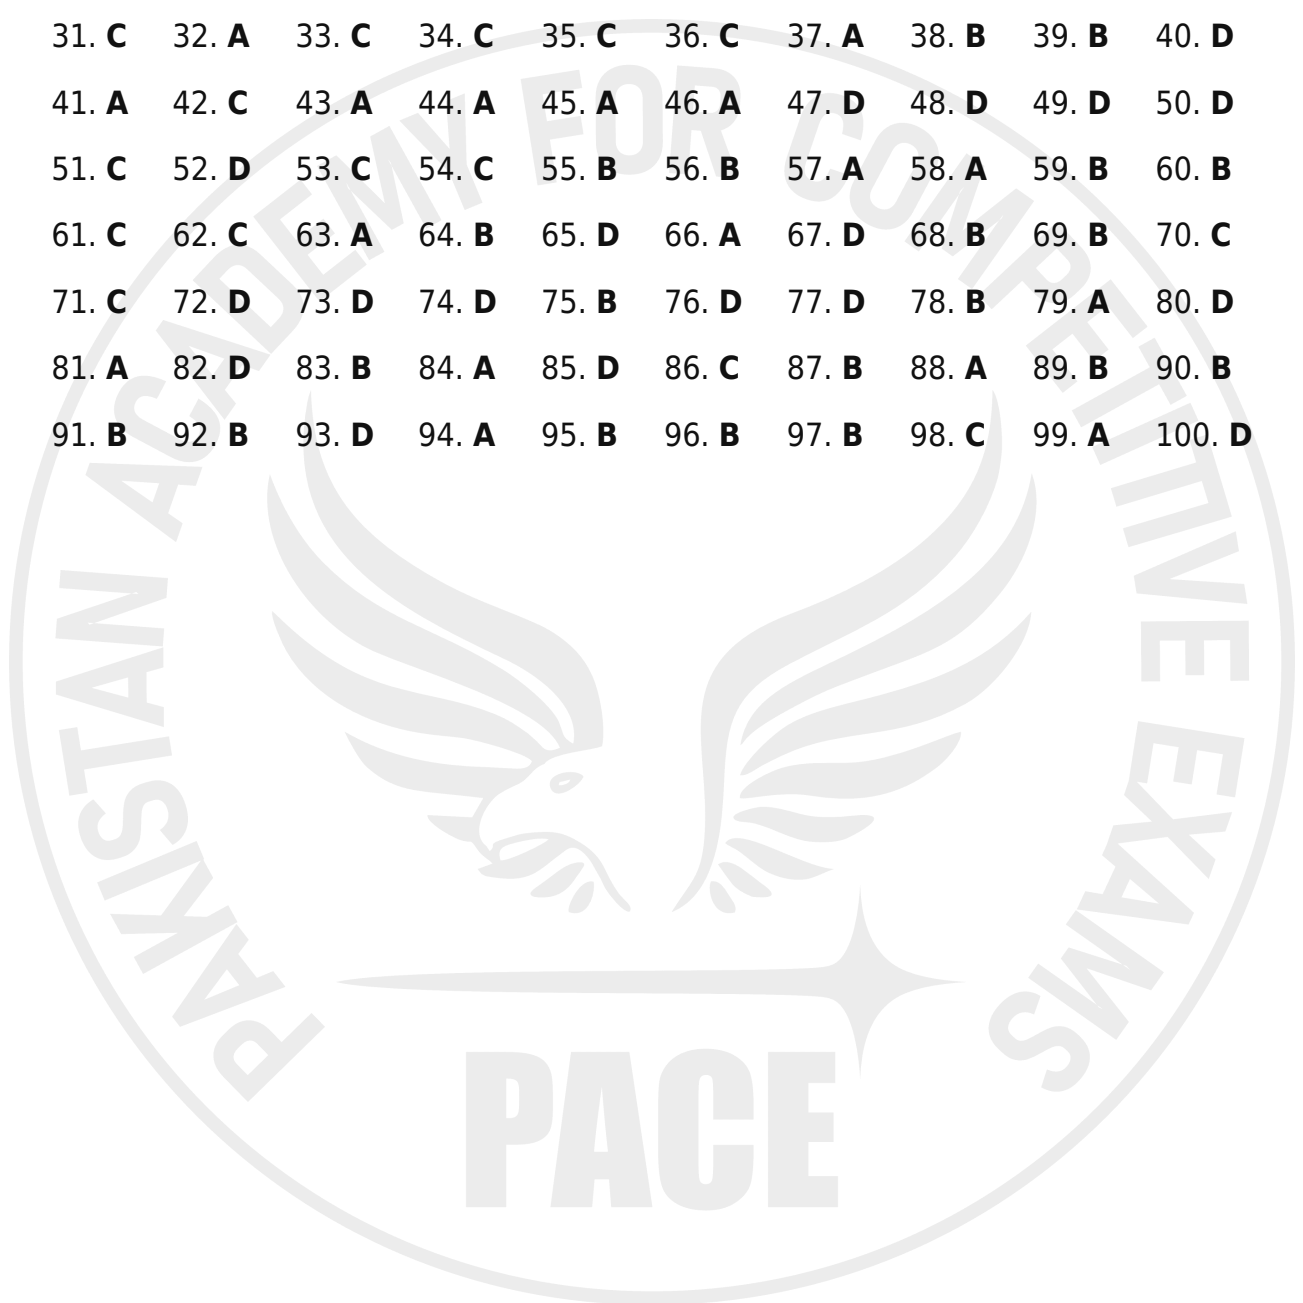 31. C 32. A 33. C 34. C 35. C 36. C 37. A 38. B 39. B 40. D
41. A 42. C 43. A 44. A 45. A 46. A 47. D 48. D 49. D 50. D
51. C 52. D 53. C 54. C 55. B 56. B 57. A 58. A 59. B 60. B
61. C 62. C 63. A 64. B 65. D 66. A 67. D 68. B 69. B 70. C
71. C 72. D 73. D 74. D 75. B 76. D 77. D 78. B 79. A 80. D
81. A 82. D 83. B 84. A 85. D 86. C 87. B 88. A 89. B 90. B
91. B 92. B 93. D 94. A 95. B 96. B 97. B 98. C 99. A 100. D
PAKISTAN ACADEMY FOR COMPETITIVE EXAMS
PACE